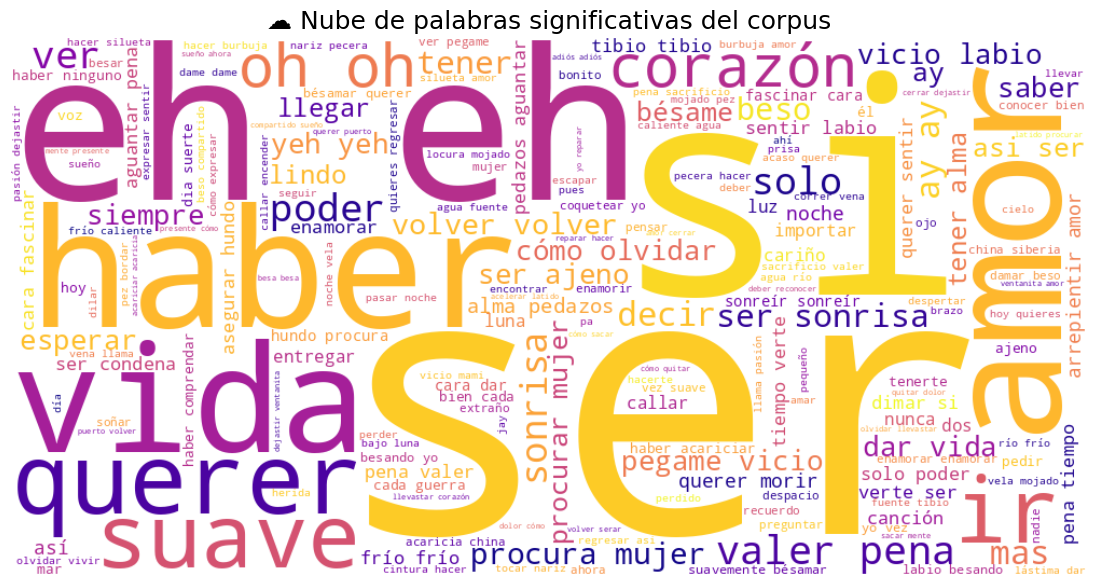 ☁ Nube de palabras significativas del corpus
eh eh
ser
si
haber
vida
amor
querer
suave
ir
corazón
oh oh
ver
tener
poder
solo
siempre
llegar
yeh yeh
lindo
esperar
decir
saber
vicio labio
ay
ay ay
beso
bésame
sentir labio
fascinar cara
noche
importar
luz
cariño
volver volver
cómo olvidar
ser ajeno
alma pedazos
luna
ser sonrisa
sonreír sonreír
sonrisa
procurar mujer
procura mujer
valer pena
mas
dar vida
solo poder
verte ser
canción
yo vez
pegame vicio
querer morir
haber acariciar
callar
tiempo verte
tener alma
querer sentir
asi ser
arrepentir amor
pena tiempo
aguantar pena
pedazos aguantar
asegurar hundo
hundo procura
cara fascinar
ser condena
entregar
haber comprender
frío frío
pena valer
cada guerra
bien cada
cara dar
extraño
vicio mami
besando yo
bajo luna
perder
llevastar corazón
acaricia china
cintura hacer
tocar nariz
ahora
regresar asi
volver serar
dolor cómo
suavemente bésamar
labio besando
lástima dar
sacar mente
nadie
recuerdo
despacio
preguntar
perdido
fuente tibio
vela mojado
río frío
pedir
enamorar enamorar
olvidar llevastar
dos
nunca
dimar si
tenerte
quitar dolor
ajeno
hoy quieres
brazo
despertar
ventanita amor
damar beso
china siberia
cielo
latido procurar
conocer bien
llevar
cerrar dejastir
él
ojo
correr vena
pecera hacer
deber
acaso querer
ahí
prisa
caliente agua
mojado pez
pena sacrificio
burbuja amor
tibio tibio
bonito
adiós adiós
ver pegame
silueta amor
bésamar querer
nariz pecera
dame dame
hacer burbuja
sueño ahora
hacer silueta
besar
haber ninguno
pasión dejastir
voz
sueño
mente presente
expresar sentir
día suerte
beso compartido
cómo expresar
callar encender
compartido sueño
querer puerto
locura mojado
mujer
seguir
quieres regresar
agua fuente
enamorar
yo reparar
escapar
pues
coquetear yo
pensar
reparar hacer
amor cerrar
sacrificio valer
agua río
deber reconocer
encontrar
enamorir
acelerar latido
pa
cómo sacar
cómo quitar
hacerte
vez suave
llama pasión
amar
pequeño
jay
pasar noche
noche vela
besa besa
acariciar acaricia
pez bordar
presente cómo
frío caliente
hoy
dilar
vena llama
soñar
día
puerto volver
dejastir ventanita
herida
así
olvidar vivir
mar